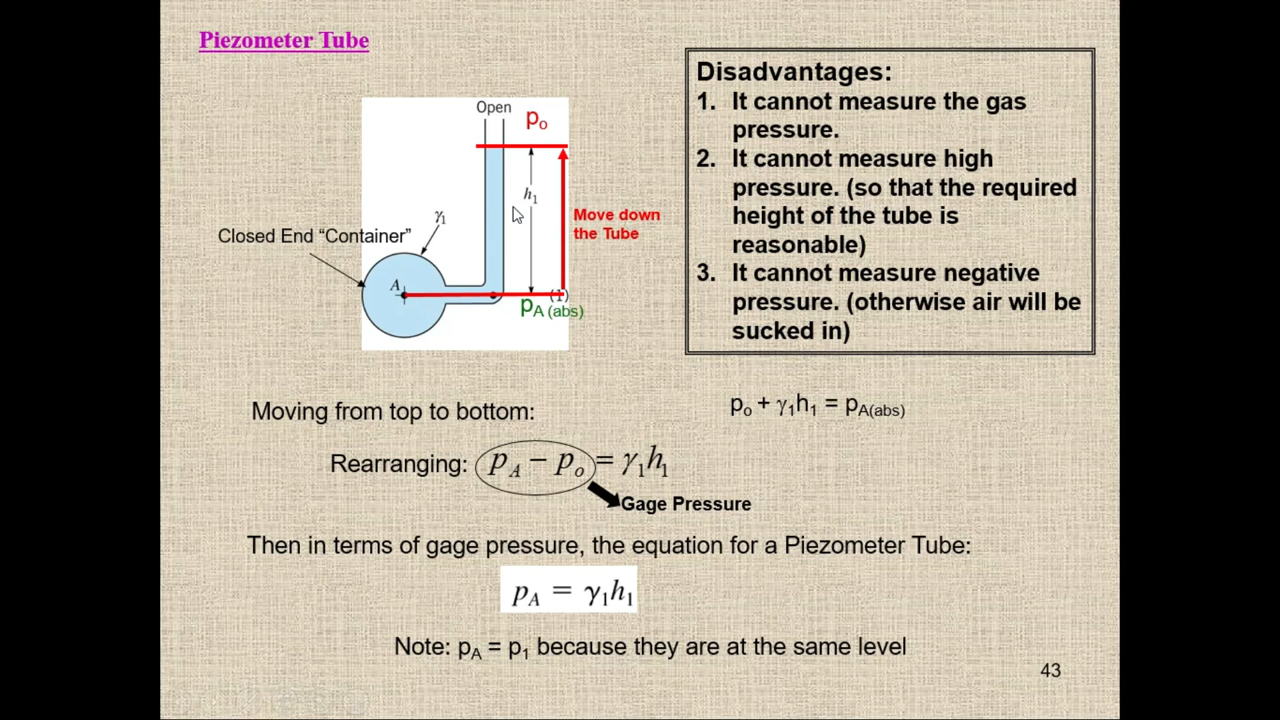 Piezometer Tube
Open
po
h1
γ1
Move down
the Tube
Closed End “Container”
A
(1)
pA (abs)
Disadvantages:
1. It cannot measure the gas
pressure.
2. It cannot measure high
pressure. (so that the required
height of the tube is
reasonable)
3. It cannot measure negative
pressure. (otherwise air will be
sucked in)
Moving from top to bottom:
po + γ1h1 = pA(abs)
Rearranging: pA − po = γ1h1
Gage Pressure
Then in terms of gage pressure, the equation for a Piezometer Tube:
pA = γ1h1
Note: pA = p1 because they are at the same level
43